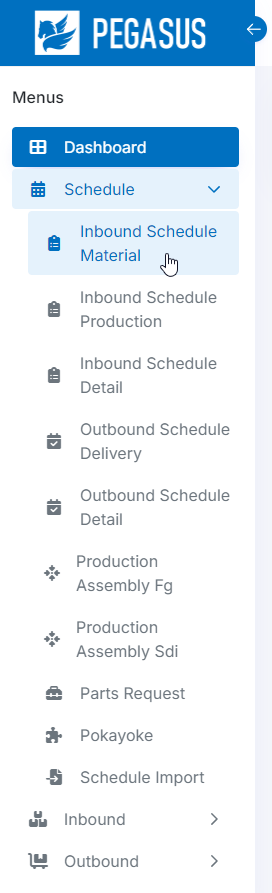 PEGASUS
Menus
Dashboard
Schedule
Inbound Schedule
Material
Inbound Schedule
Production
Inbound Schedule
Detail
Outbound Schedule
Delivery
Outbound Schedule
Detail
Production
Assembly Fg
Production
Assembly Sdi
Parts Request
Pokayoke
Schedule Import
Inbound
Outbound